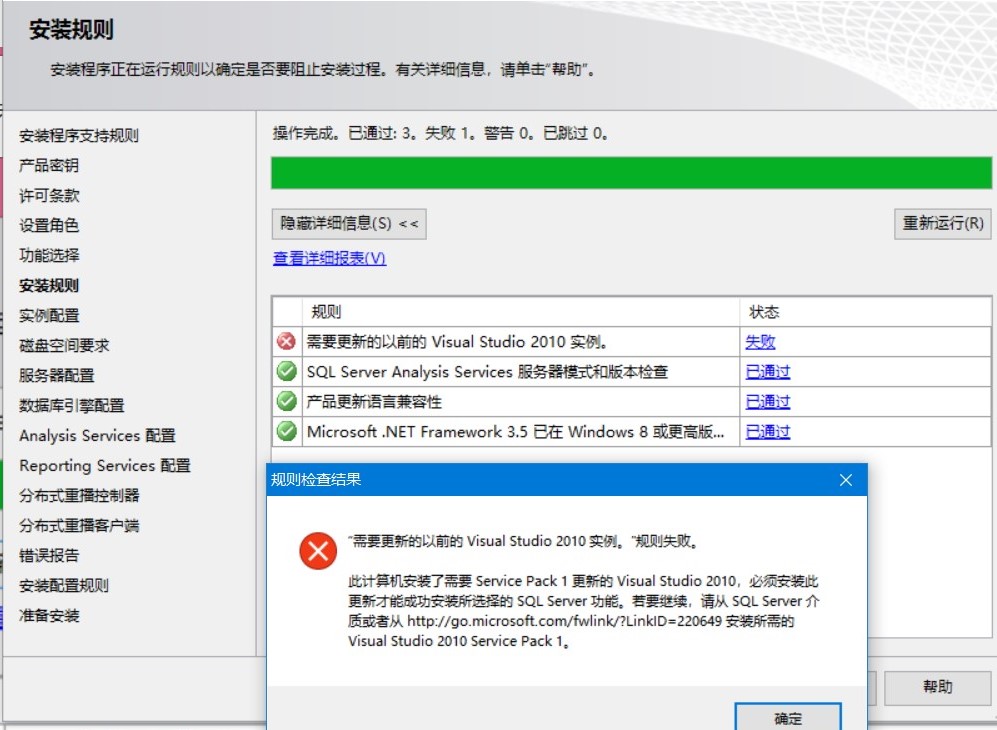 安装规则
安装程序正在运行规则以确定是否要阻止安装过程。有关详细信息，请单击“帮助”。
安装程序支持规则
产品密钥
许可条款
设置角色
功能选择
安装规则
实例配置
磁盘空间要求
服务器配置
数据库引擎配置
Analysis Services 配置
Reporting Services 配置
分布式重播控制器
分布式重播客户端
错误报告
安装配置规则
准备安装
操作完成。已通过: 3。失败 1。警告 0。已跳过 0。
隐藏详细信息(S) <<
重新运行(R)
查看详细报表(V)
规则 状态
需要更新的以前的 Visual Studio 2010 实例。 失败
SQL Server Analysis Services 服务器模式和版本检查 已通过
产品更新语言兼容性 已通过
Microsoft .NET Framework 3.5 已在 Windows 8 或更高版... 已通过
规则检查结果
“需要更新的以前的 Visual Studio 2010 实例。”规则失败。
此计算机安装了需要 Service Pack 1 更新的 Visual Studio 2010，必须安装此
更新才能成功安装所选择的 SQL Server 功能。若要继续，请从 SQL Server 介
质或者从 http://go.microsoft.com/fwlink/?LinkID=220649 安装所需的
Visual Studio 2010 Service Pack 1。
确定
帮助